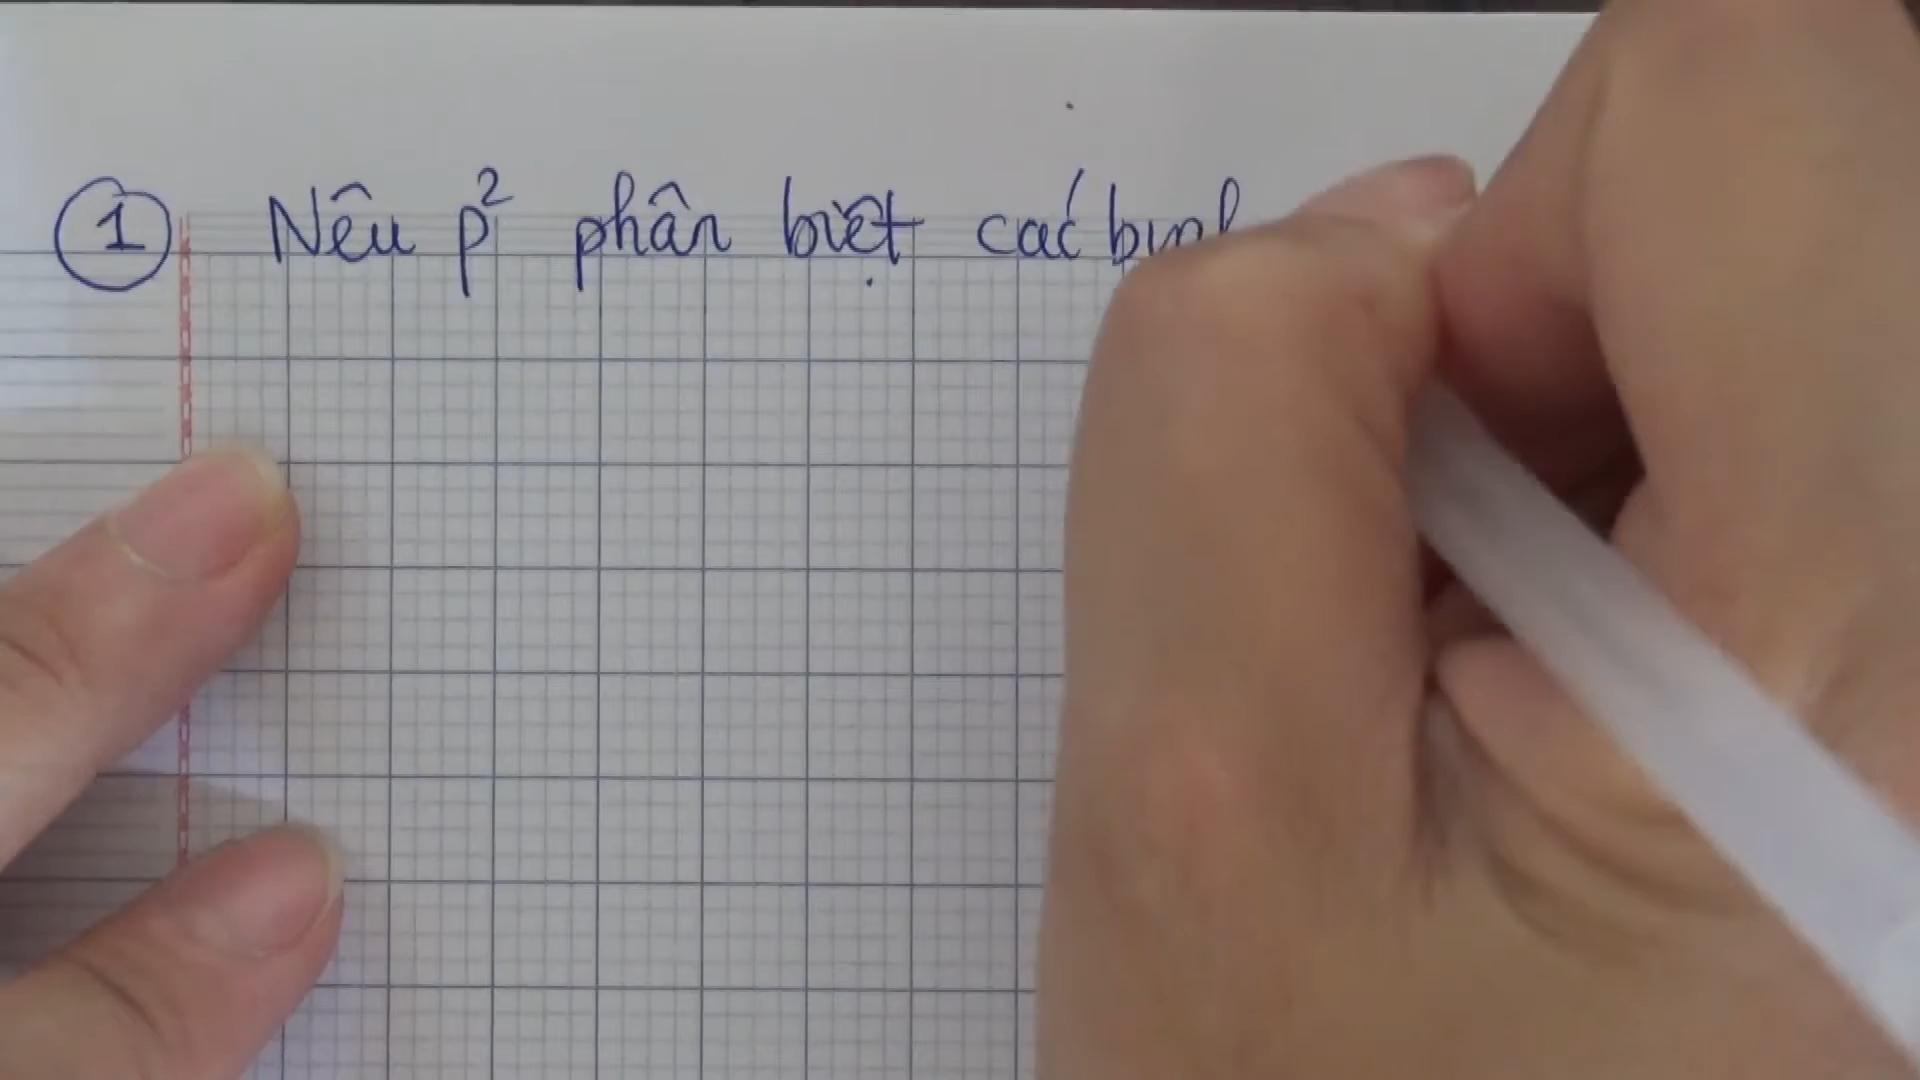 ① Nêu p² phân biệt các